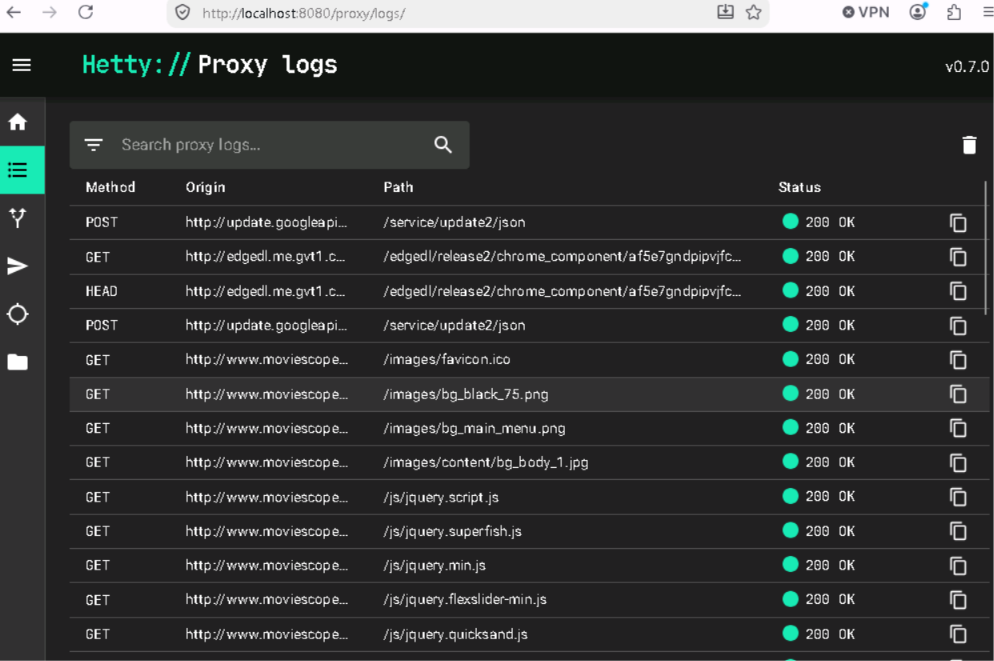 http://localhost:8080/proxy/logs/ VPN
Hetty:// Proxy logs v0.7.0
Search proxy logs...
Method Origin Path Status
POST http://update.googleapi... /service/update2/json 200 OK
GET http://edgedl.me.gvt1.c... /edgedl/release2/chrome_component/af5e7gndpipvjfc... 200 OK
HEAD http://edgedl.me.gvt1.c... /edgedl/release2/chrome_component/af5e7gndpipvjfc... 200 OK
POST http://update.googleapi... /service/update2/json 200 OK
GET http://www.moviescope... /images/favicon.ico 200 OK
GET http://www.moviescope... /images/bg_black_75.png 200 OK
GET http://www.moviescope... /images/bg_main_menu.png 200 OK
GET http://www.moviescope... /images/content/bg_body_1.jpg 200 OK
GET http://www.moviescope... /js/jquery.script.js 200 OK
GET http://www.moviescope... /js/jquery.superfish.js 200 OK
GET http://www.moviescope... /js/jquery.min.js 200 OK
GET http://www.moviescope... /js/jquery.flexslider-min.js 200 OK
GET http://www.moviescope... /js/jquery.quicksand.js 200 OK